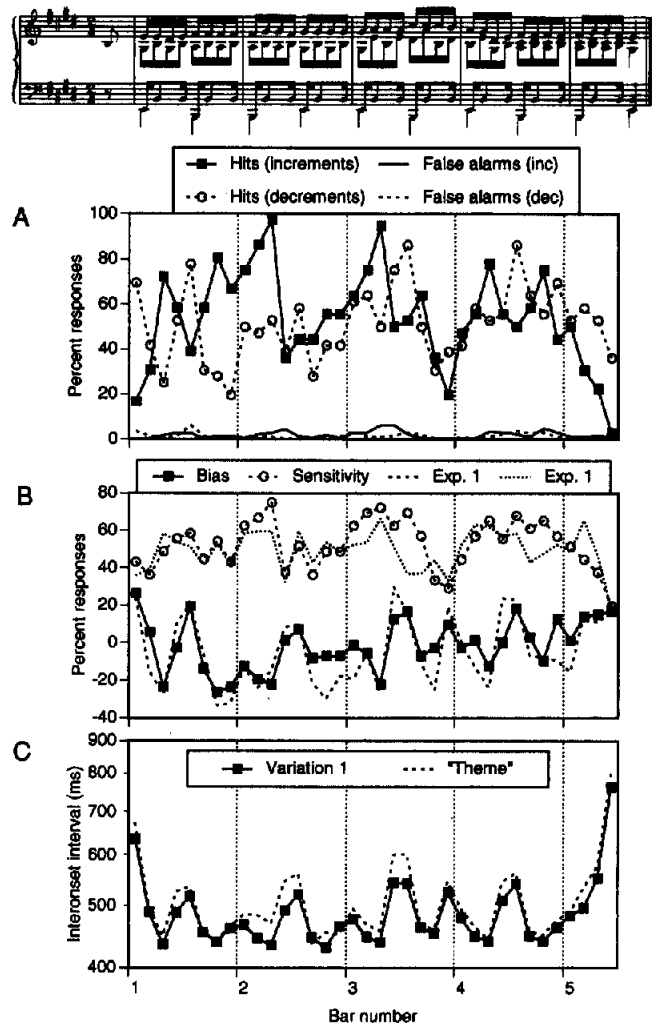 Hits (increments) False alarms (inc)
Hits (decrements) False alarms (dec)
A
100
80
60
40
20
0
Percent responses
B
Bias Sensitivity Exp. 1 Exp. 1
80
60
40
20
0
-20
-40
Percent responses
C
900
800
700
600
500
400
Interonset interval (ms)
Variation 1 "Theme"
1 2 3 4 5
Bar number